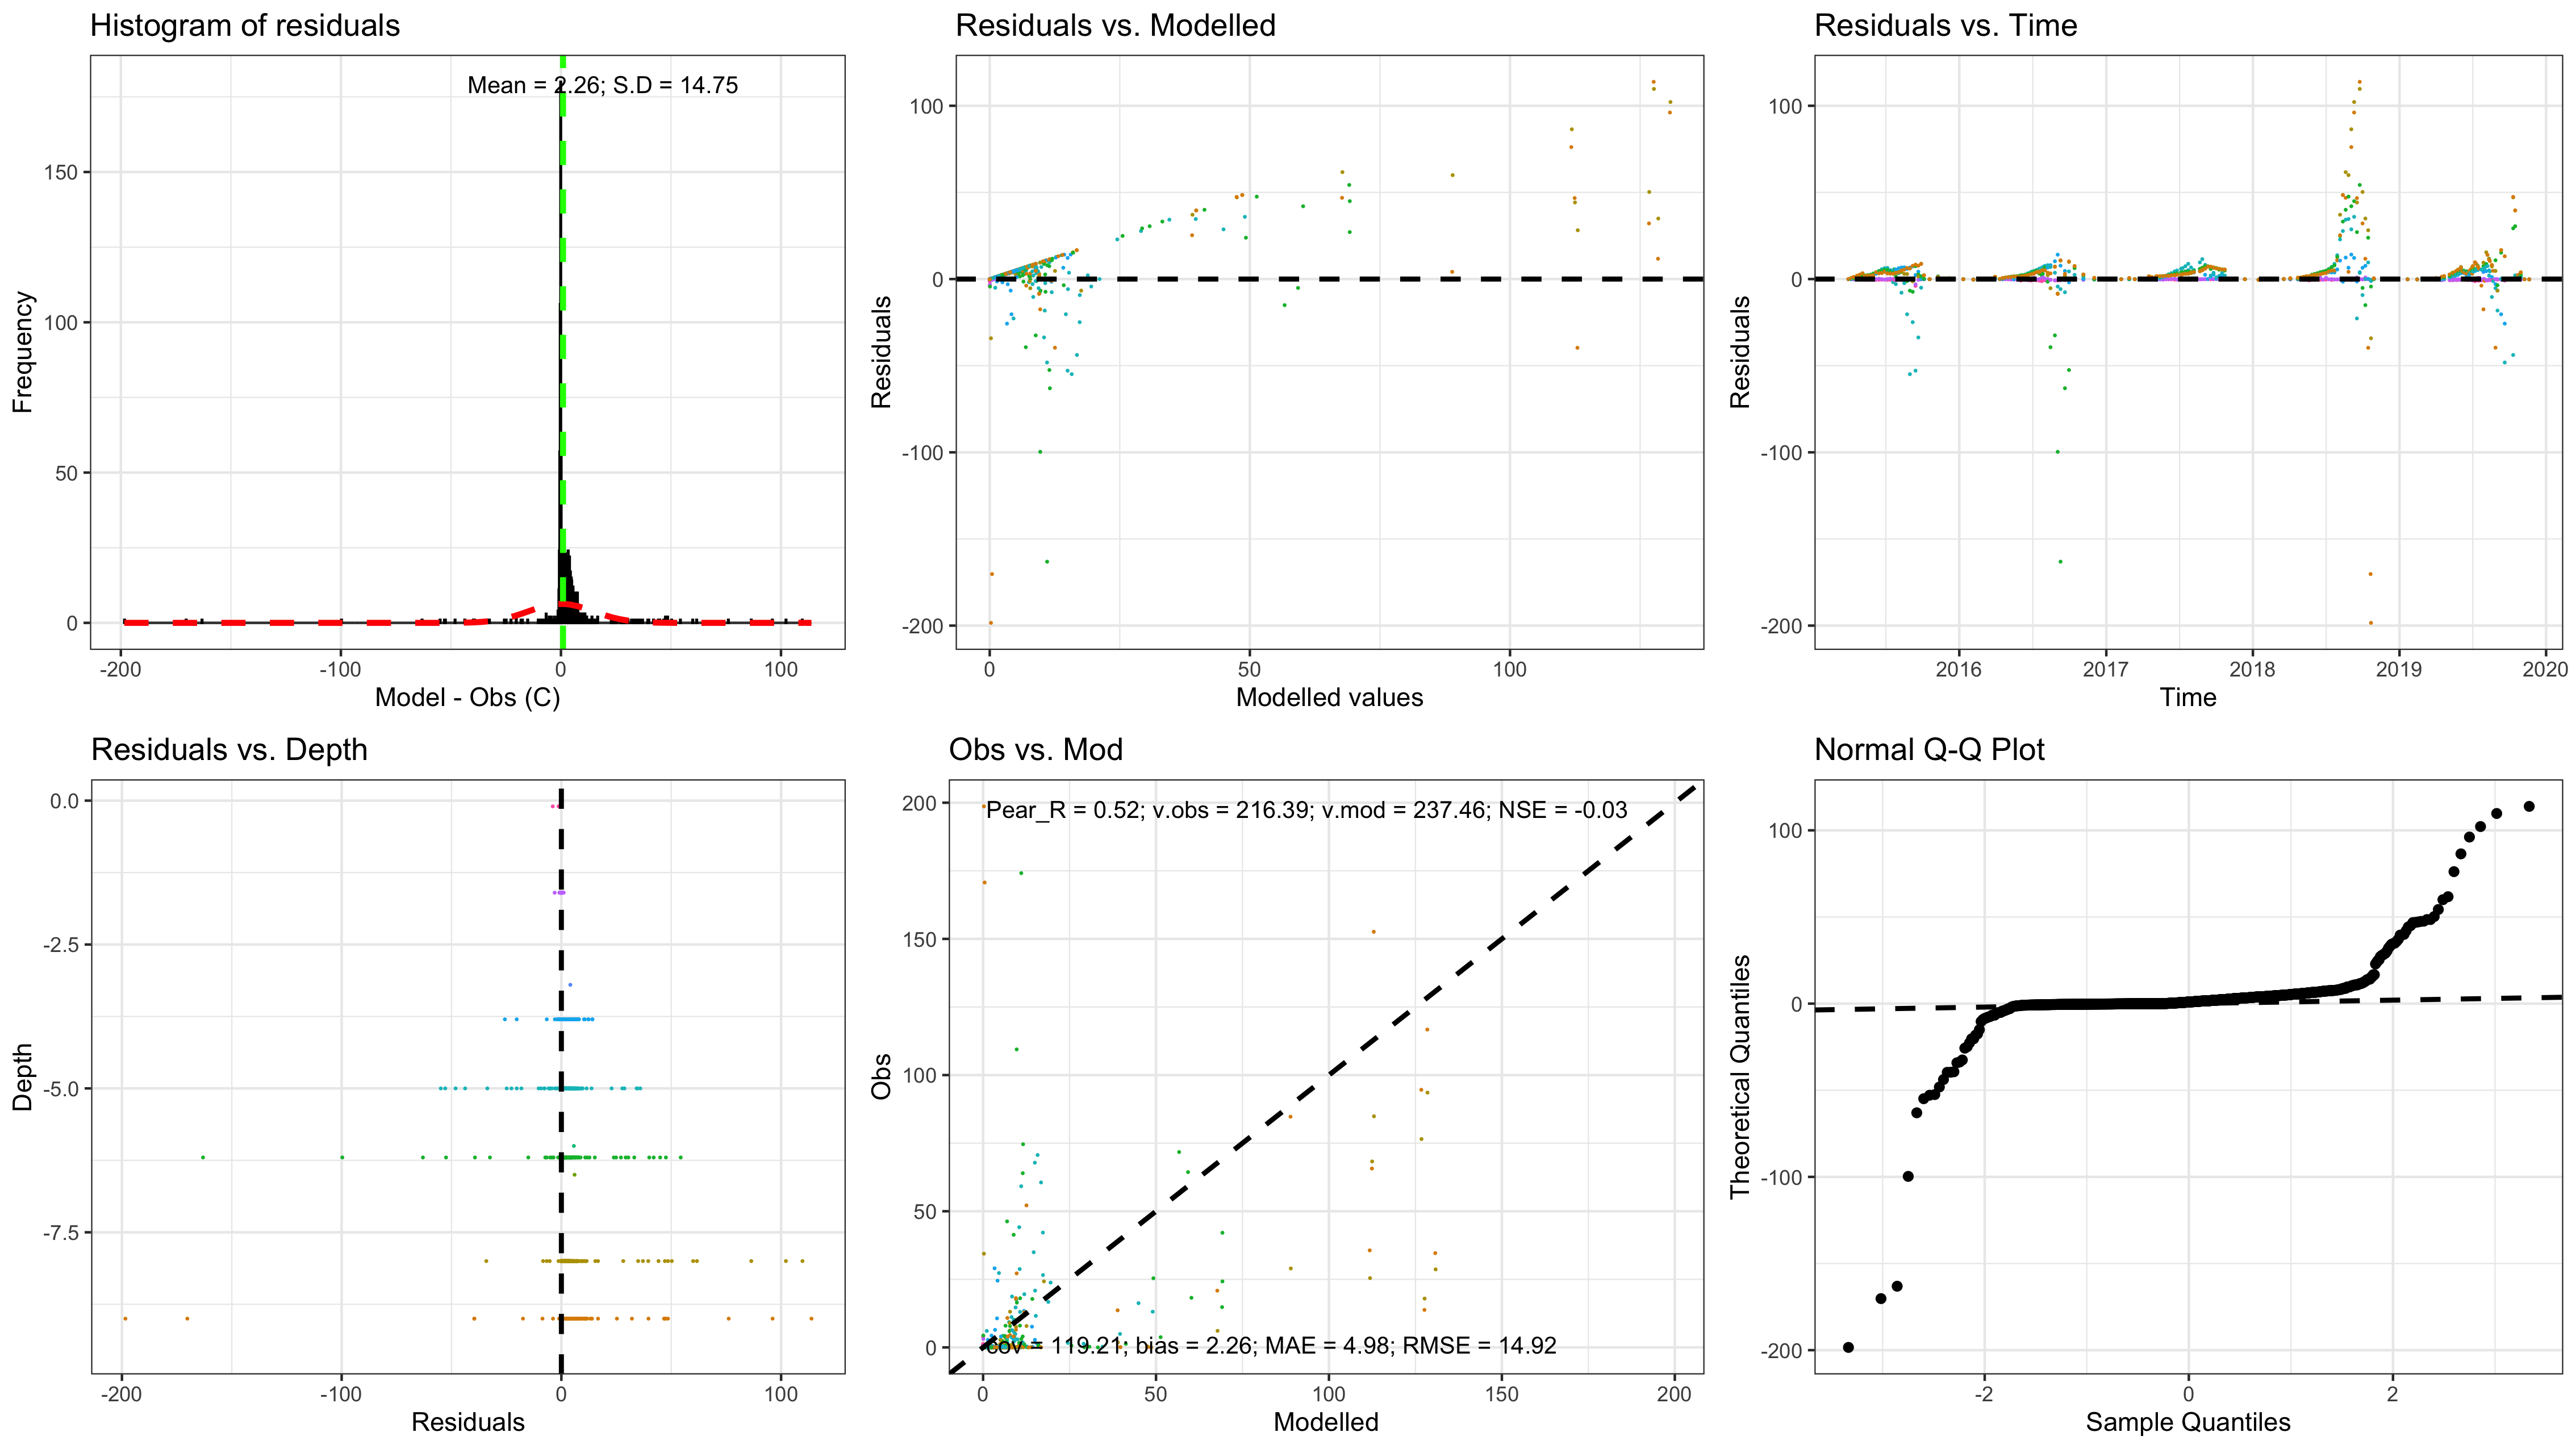 Histogram of residuals
Mean = 2.26; S.D = 14.75
Frequency
150
100
50
0
-200
-100
0
100
Model - Obs (C)
Residuals vs. Modelled
Residuals
100
0
-100
-200
0
50
100
Modelled values
Residuals vs. Time
Residuals
100
0
-100
-200
2016
2017
2018
2019
2020
Time
Residuals vs. Depth
Depth
0.0
-2.5
-5.0
-7.5
-200
-100
0
100
Residuals
Obs vs. Mod
Pear_R = 0.52; v.obs = 216.39; v.mod = 237.46; NSE = -0.03
Obs
200
150
100
50
0
cov = 119.21; bias = 2.26; MAE = 4.98; RMSE = 14.92
0
50
100
150
200
Modelled
Normal Q-Q Plot
Theoretical Quantiles
100
0
-100
-200
-2
0
2
Sample Quantiles